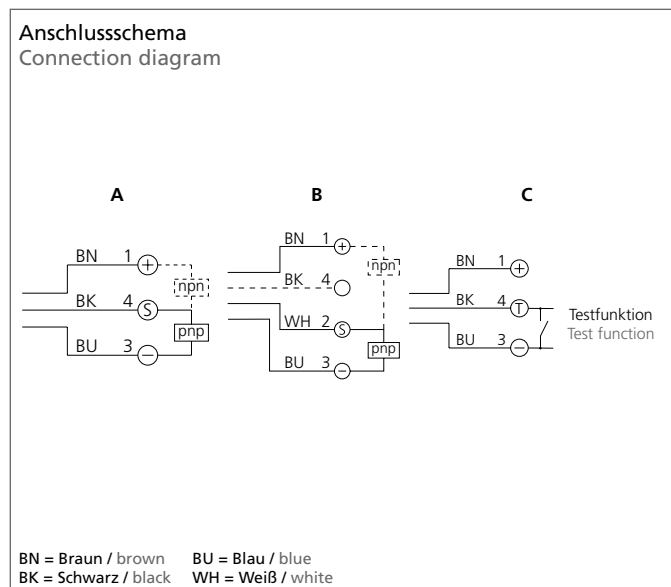 Anschlussschema
Connection diagram
A
BN 1 +
npn
BK 4 S
pnp
BU 3 −
B
BN 1 +
npn
BK 4
WH 2 S
pnp
BU 3 −
C
BN 1 +
BK 4 T
BU 3 −
Testfunktion
Test function
BN = Braun / brown BU = Blau / blue
BK = Schwarz / black WH = Weiß / white